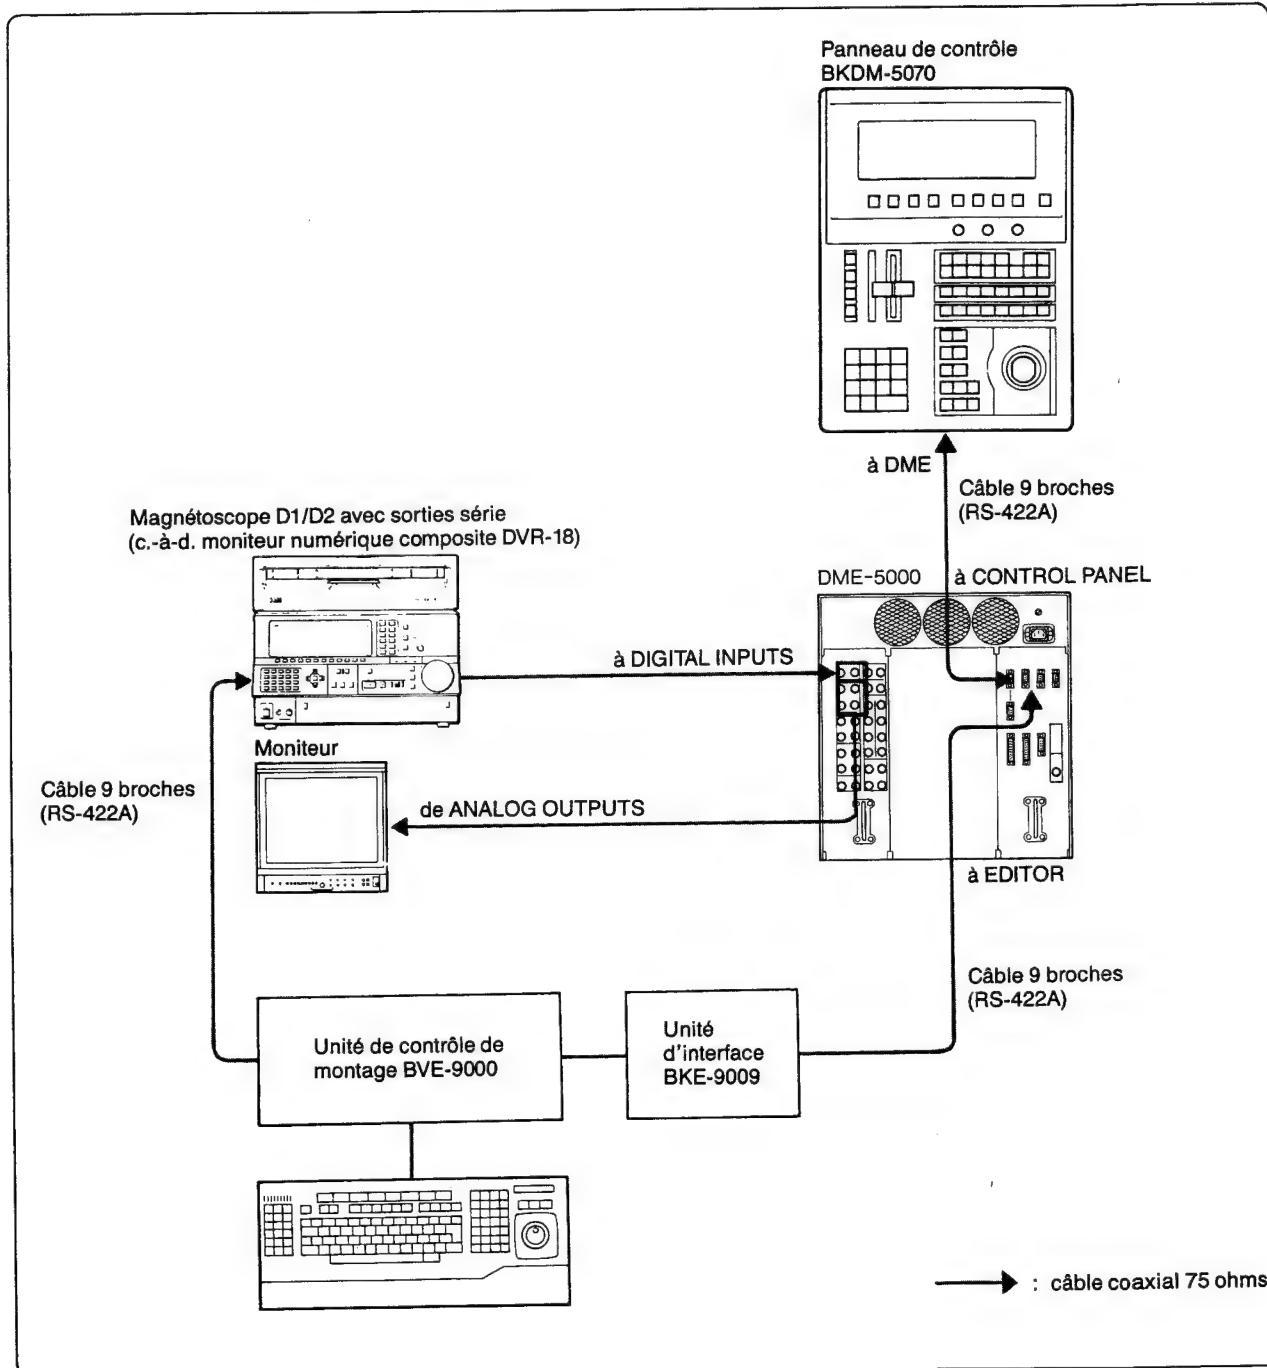 Panneau de contrôle
BKDM-5070
à DME
Câble 9 broches
(RS-422A)
Magnétoscope D1/D2 avec sorties série
(c.-à-d. moniteur numérique composite DVR-18)
DME-5000
à CONTROL PANEL
à DIGITAL INPUTS
Moniteur
Câble 9 broches
(RS-422A)
de ANALOG OUTPUTS
à EDITOR
Câble 9 broches
(RS-422A)
Unité de contrôle de
montage BVE-9000
Unité
d'interface
BKE-9009
: câble coaxial 75 ohms